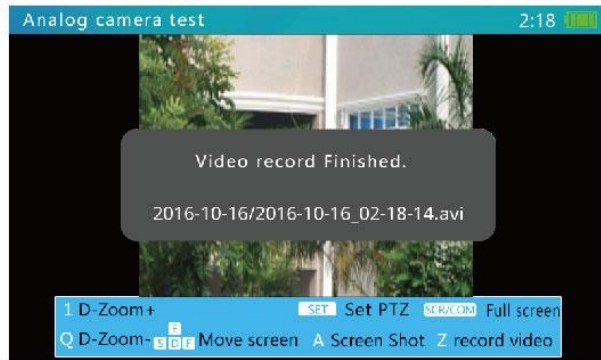 Analog camera test 2:18
Video record Finished.
2016-10-16/2016-10-16_02-18-14.avi
1 D-Zoom+ SET Set PTZ SCR/COM Full screen
E
Q D-Zoom- S D F Move screen A Screen Shot Z record video